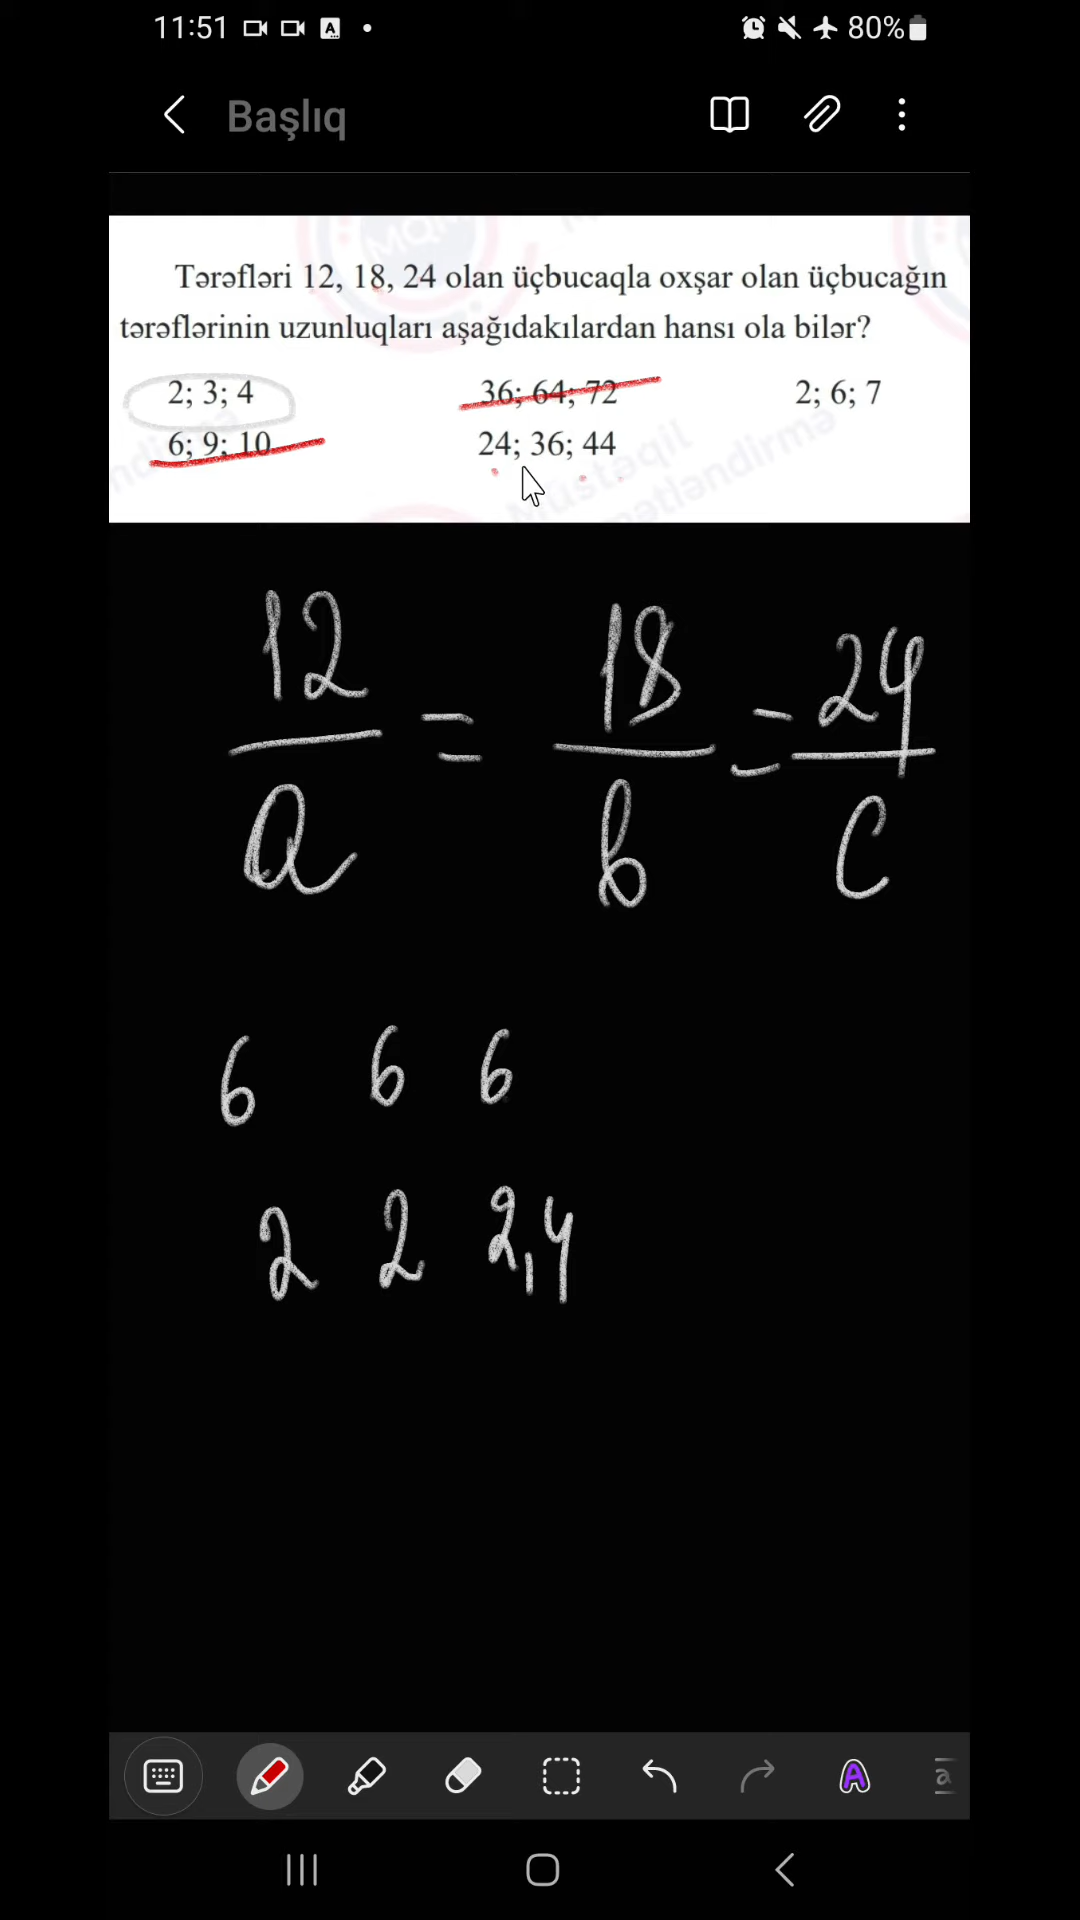 11:51 80%
Başlıq
Tərəfləri 12, 18, 24 olan üçbucaqla oxşar olan üçbucağın
tərəflərinin uzunluqları aşağıdakılardan hansı ola bilər?
2; 3; 4 36; 64; 72 2; 6; 7
6; 9; 10 24; 36; 44
12 18 24
= =
a b c
6 6 6
2 2 2,4